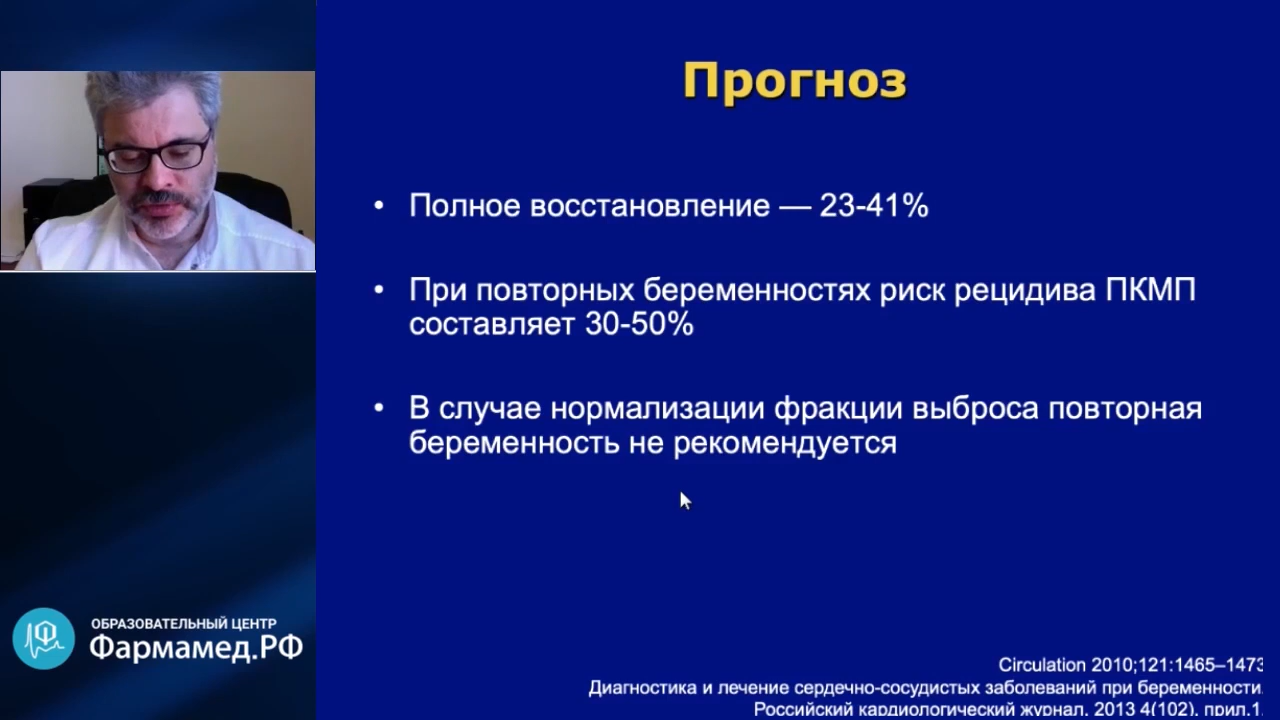 Прогноз
• Полное восстановление — 23-41%
• При повторных беременностях риск рецидива ПКМП
составляет 30-50%
• В случае нормализации фракции выброса повторная
беременность не рекомендуется
ОБРАЗОВАТЕЛЬНЫЙ ЦЕНТР
Фармамед.РФ
Circulation 2010;121:1465–1473
Диагностика и лечение сердечно-сосудистых заболеваний при беременности.
Российский кардиологический журнал. 2013 4(102), прил.1.